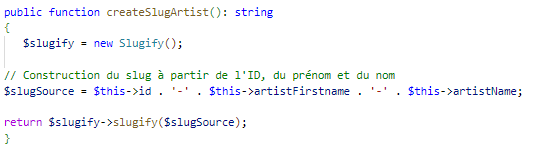 public function createSlugArtist(): string
{
$slugify = new Slugify();
// Construction du slug à partir de l'ID, du prénom et du nom
$slugSource = $this->id . '-' . $this->artistFirstname . '-' . $this->artistName;
return $slugify->slugify($slugSource);
}